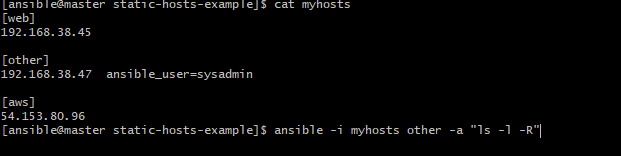 [ansible@master static-hosts-example]$ cat myhosts
[web]
192.168.38.45
[other]
192.168.38.47  ansible_user=sysadmin
[aws]
54.153.80.96
[ansible@master static-hosts-example]$ ansible -i myhosts other -a "ls -l -R"